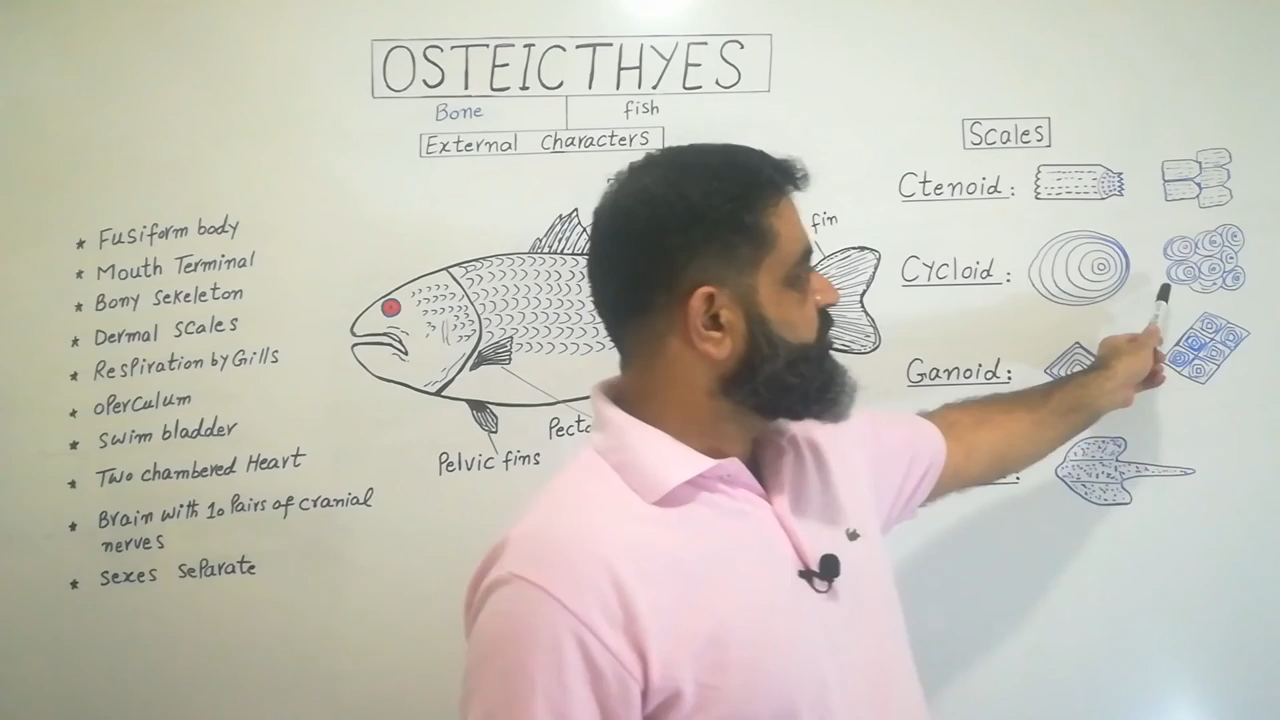 OSTEICTHYES
Bone fish
External Characters
* Fusiform body
* Mouth Terminal
* Bony Sekeleton
* Dermal Scales
* Respiration by Gills
* operculum
* Swim bladder
* Two chambered Heart
* Brain with 10 Pairs of cranial
nerves
* Sexes separate
fin
Pelvic fins
Scales
Ctenoid:
Cycloid:
Ganoid: